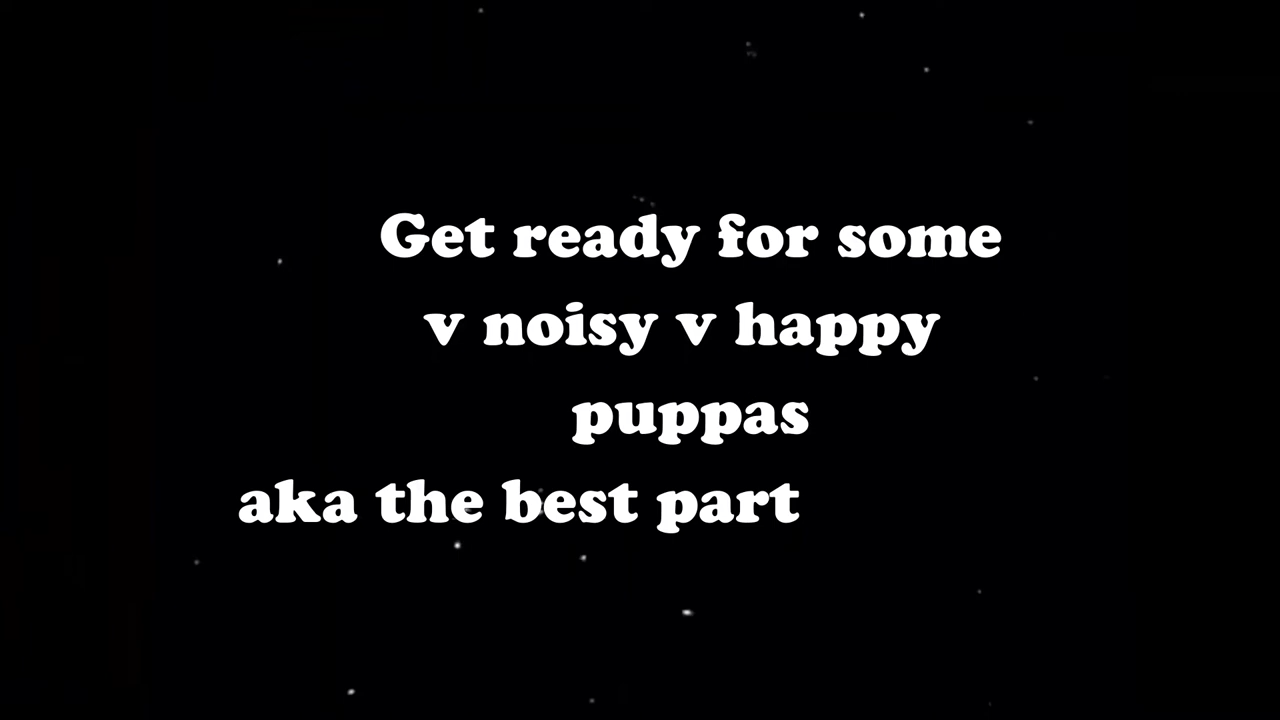 Get ready for some
v noisy v happy
puppas
aka the best part